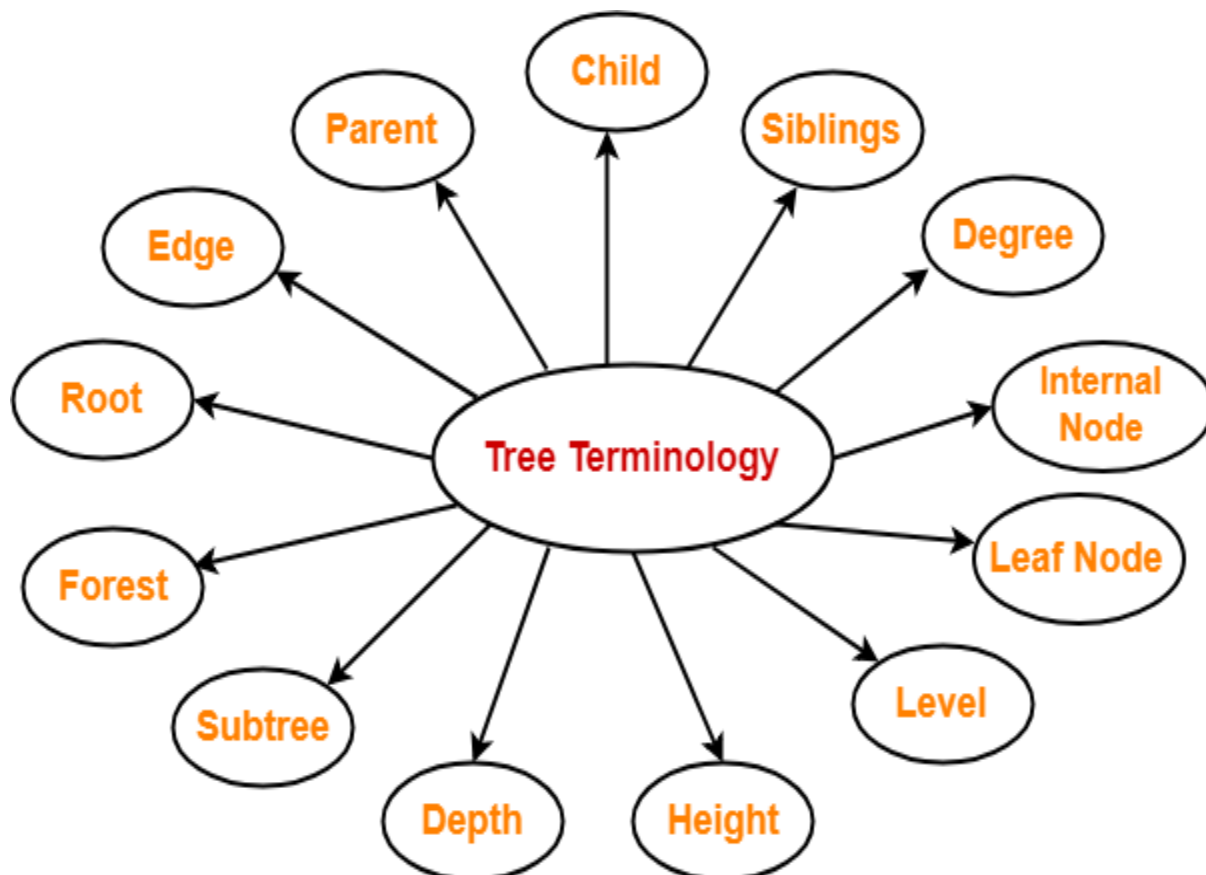 Child
Parent
Siblings
Edge
Degree
Root
Internal
Node
Tree Terminology
Forest
Leaf Node
Subtree
Level
Depth
Height